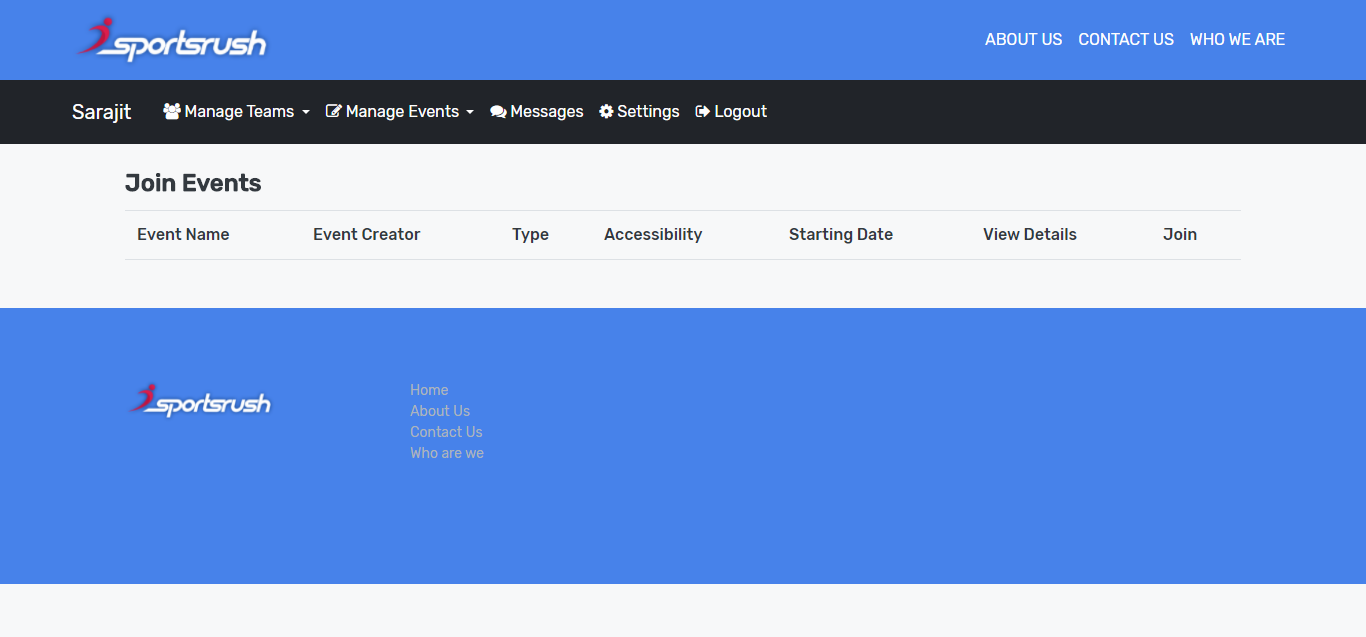 sportsrush
ABOUT US CONTACT US WHO WE ARE
Sarajit Manage Teams Manage Events Messages Settings Logout
Join Events
Event Name Event Creator Type Accessibility Starting Date View Details Join
sportsrush
Home
About Us
Contact Us
Who are we